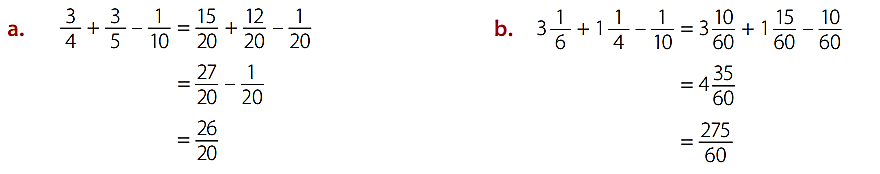 a. 3/4 + 3/5 − 1/10 = 15/20 + 12/20 − 1/20
= 27/20 − 1/20
= 26/20
b. 3 1/6 + 1 1/4 − 1/10 = 3 10/60 + 1 15/60 − 10/60
= 4 35/60
= 275/60